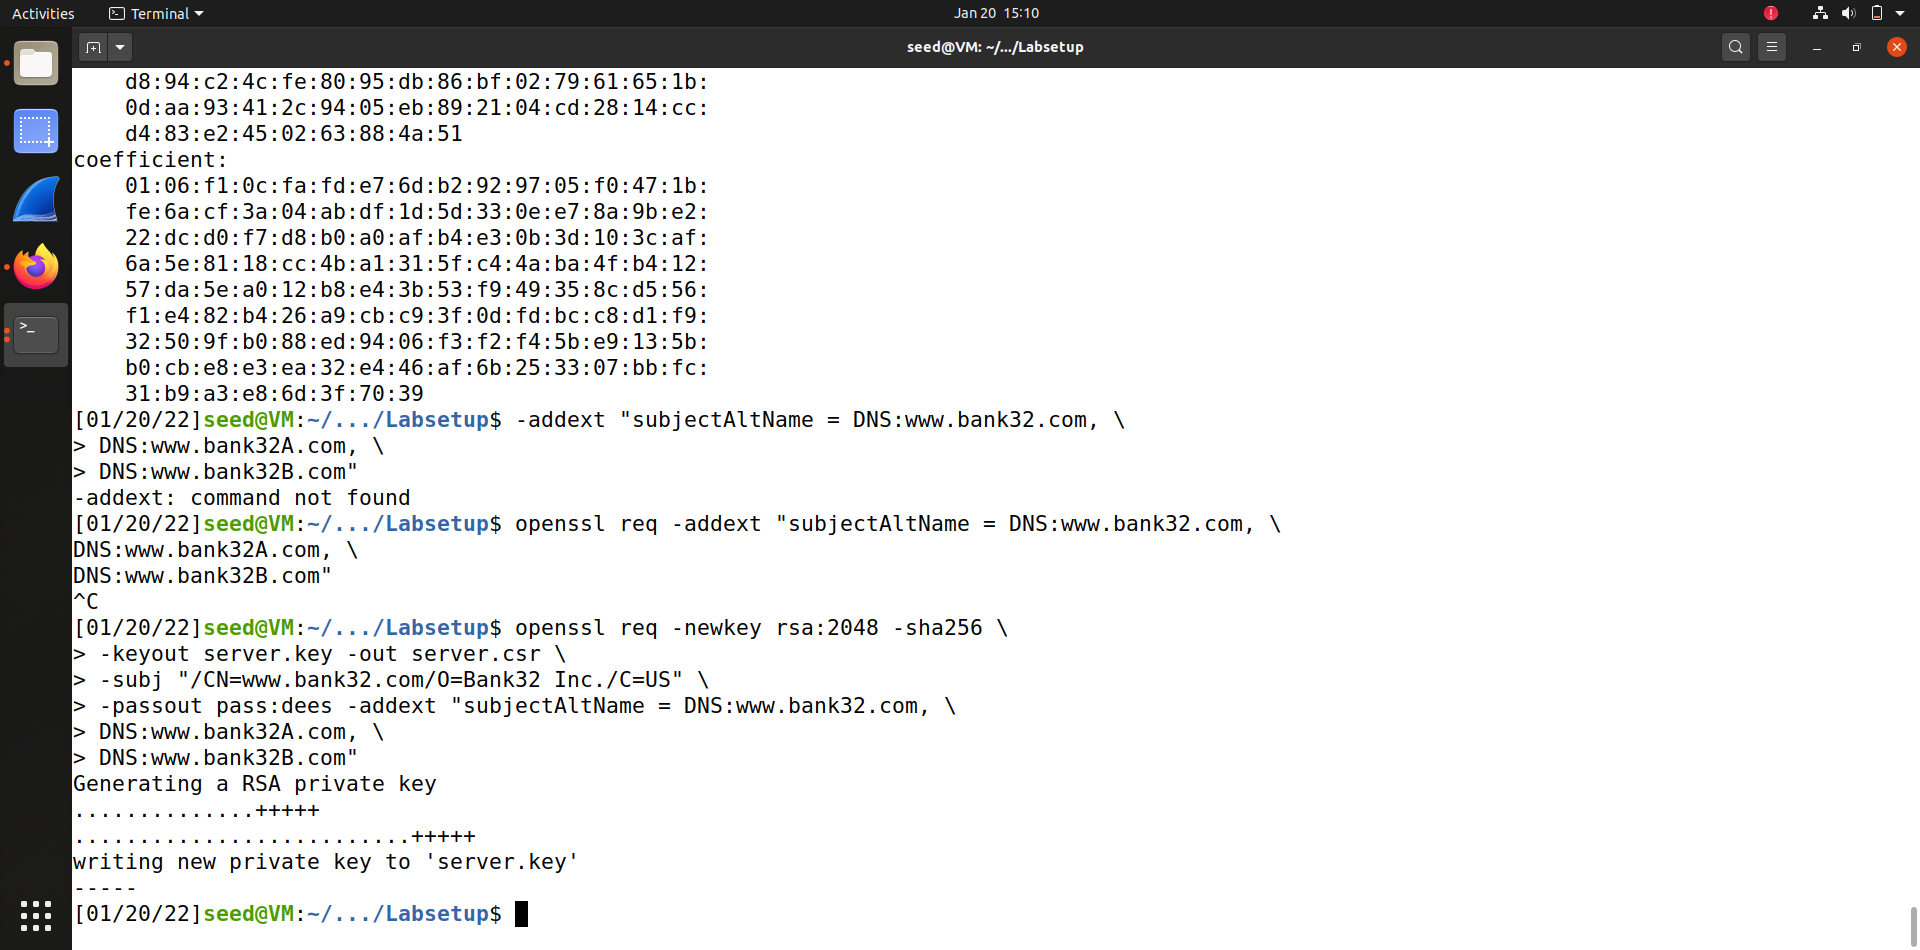 Activities
Terminal
Jan 20 15:10
seed@VM: ~/.../Labsetup
d8:94:c2:4c:fe:80:95:db:86:bf:02:79:61:65:1b:
0d:aa:93:41:2c:94:05:eb:89:21:04:cd:28:14:cc:
d4:83:e2:45:02:63:88:4a:51
coefficient:
01:06:f1:0c:fa:fd:e7:6d:b2:92:97:05:f0:47:1b:
fe:6a:cf:3a:04:ab:df:1d:5d:33:0e:e7:8a:9b:e2:
22:dc:d0:f7:d8:b0:a0:af:b4:e3:0b:3d:10:3c:af:
6a:5e:81:18:cc:4b:a1:31:5f:c4:4a:ba:4f:b4:12:
57:da:5e:a0:12:b8:e4:3b:53:f9:49:35:8c:d5:56:
f1:e4:82:b4:26:a9:cb:c9:3f:0d:fd:bc:c8:d1:f9:
32:50:9f:b0:88:ed:94:06:f3:f2:f4:5b:e9:13:5b:
b0:cb:e8:e3:ea:32:e4:46:af:6b:25:33:07:bb:fc:
31:b9:a3:e8:6d:3f:70:39
[01/20/22]seed@VM:~/.../Labsetup$ -addext "subjectAltName = DNS:www.bank32.com, \
> DNS:www.bank32A.com, \
> DNS:www.bank32B.com"
-addext: command not found
[01/20/22]seed@VM:~/.../Labsetup$ openssl req -addext "subjectAltName = DNS:www.bank32.com, \
DNS:www.bank32A.com, \
DNS:www.bank32B.com"
^C
[01/20/22]seed@VM:~/.../Labsetup$ openssl req -newkey rsa:2048 -sha256 \
> -keyout server.key -out server.csr \
> -subj "/CN=www.bank32.com/O=Bank32 Inc./C=US" \
> -passout pass:dees -addext "subjectAltName = DNS:www.bank32.com, \
> DNS:www.bank32A.com, \
> DNS:www.bank32B.com"
Generating a RSA private key
..............+++++
..........................+++++
writing new private key to 'server.key'
-----
[01/20/22]seed@VM:~/.../Labsetup$